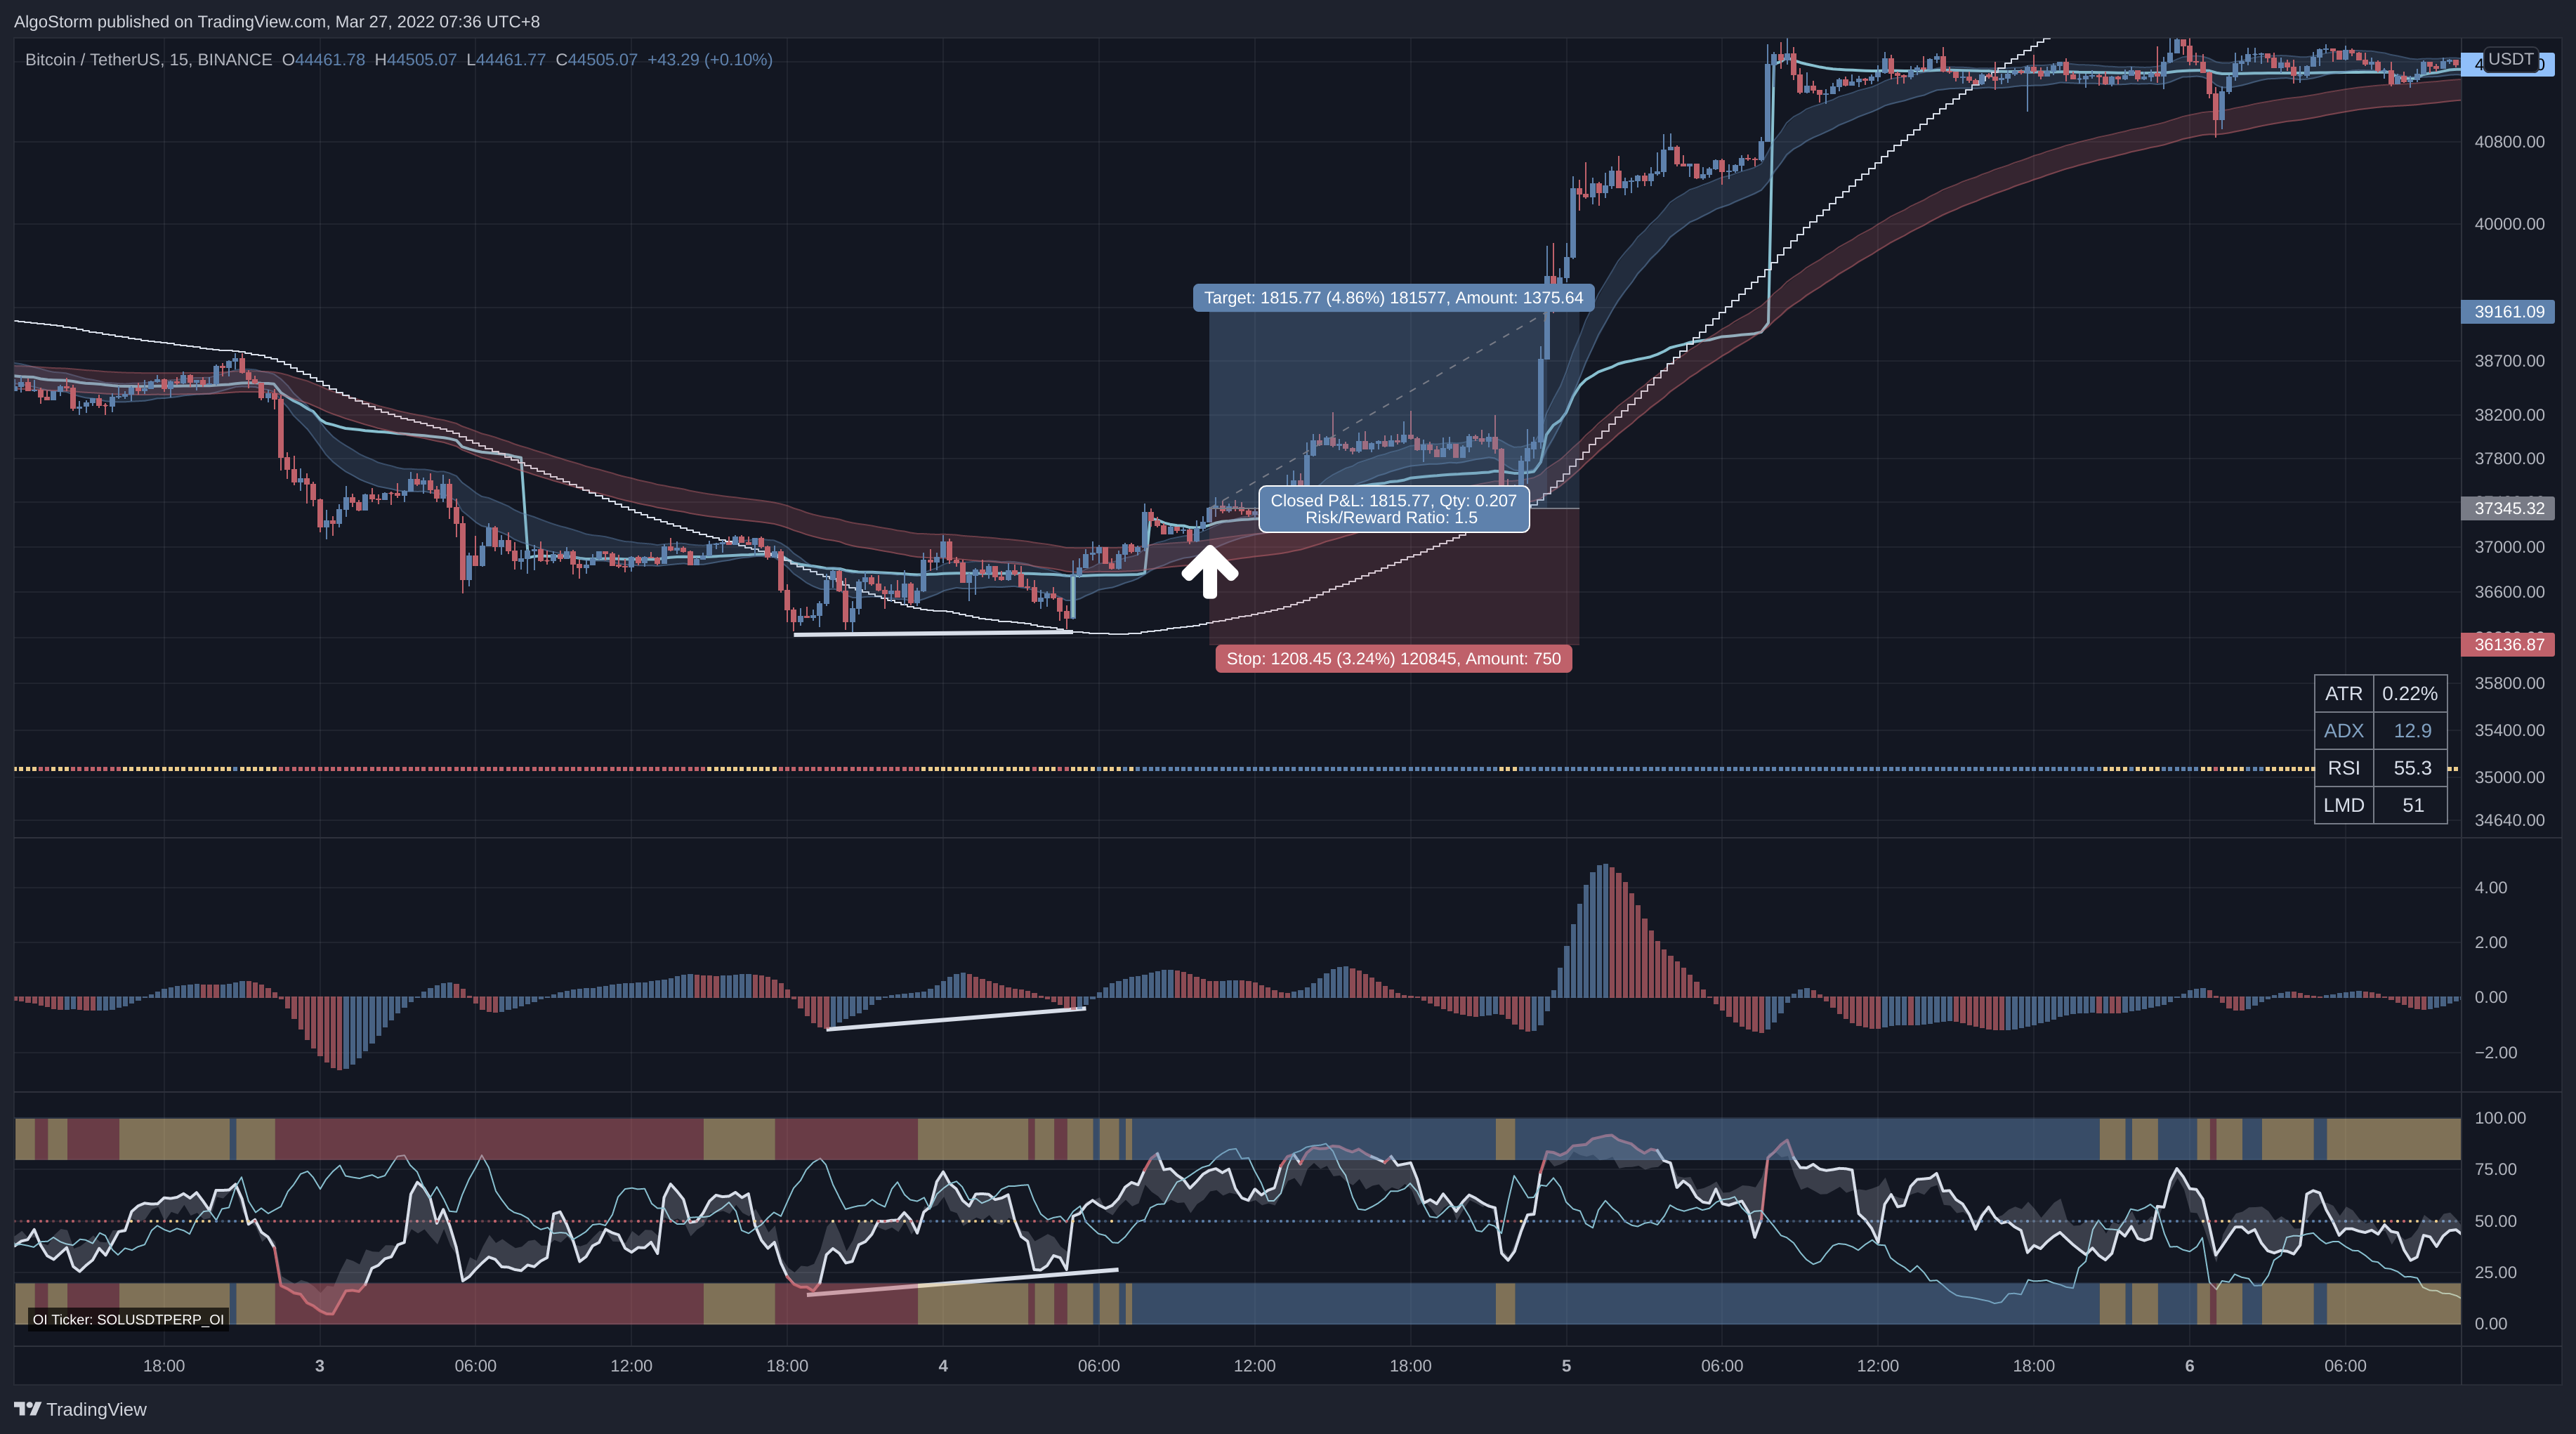 AlgoStorm published on TradingView.com, Mar 27, 2022 07:36 UTC+8
Bitcoin / TetherUS, 15, BINANCE O44461.78 H44505.07 L44461.77 C44505.07 +43.29 (+0.10%)
USDT
40800.00
40000.00
Target: 1815.77 (4.86%) 181577, Amount: 1375.64
39161.09
38700.00
38200.00
37800.00
Closed P&L: 1815.77, Qty: 0.207
Risk/Reward Ratio: 1.5
37345.32
37000.00
36600.00
36136.87
Stop: 1208.45 (3.24%) 120845, Amount: 750
35800.00
ATR 0.22%
35400.00
ADX 12.9
RSI 55.3
35000.00
LMD 51
34640.00
4.00
2.00
0.00
−2.00
100.00
75.00
50.00
25.00
OI Ticker: SOLUSDTPERP_OI
0.00
18:00 3 06:00 12:00 18:00 4 06:00 12:00 18:00 5 06:00 12:00 18:00 6 06:00
TradingView